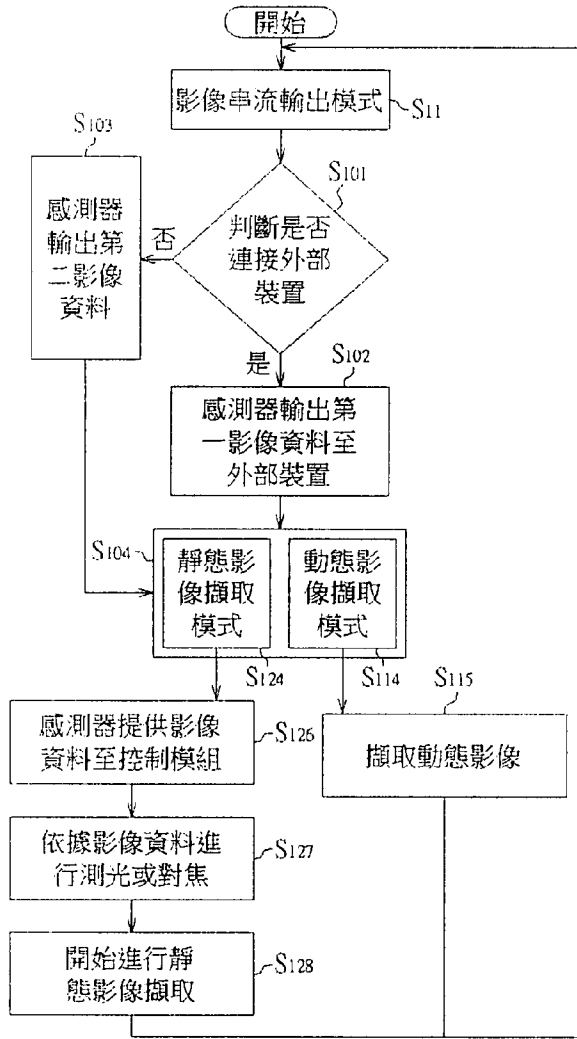 開始
影像串流輸出模式
S11
S103
S101
感測器
輸出第
二影像
資料
否
判斷是否
連接外部
裝置
是
S102
感測器輸出第
一影像資料至
外部裝置
S104
靜態影
像擷取
模式
動態影
像擷取
模式
S124
S114
S115
感測器提供影像
資料至控制模組
S126
擷取動態影像
依據影像資料進
行測光或對焦
S127
開始進行靜
態影像擷取
S128